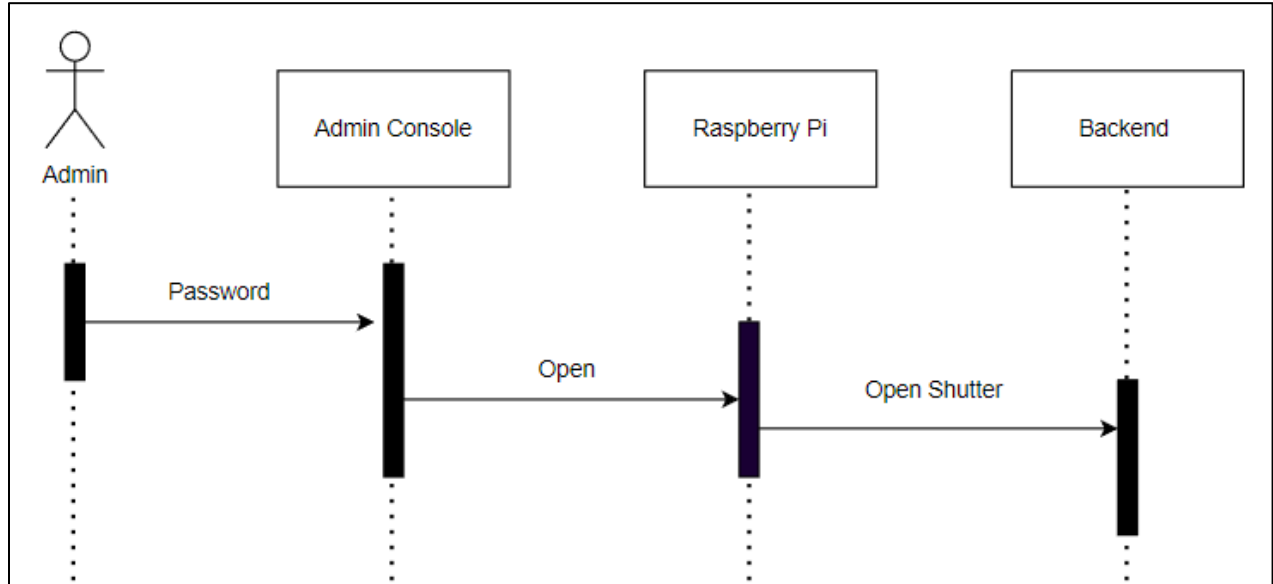 Admin Console
Raspberry Pi
Backend
Admin
Password
Open
Open Shutter